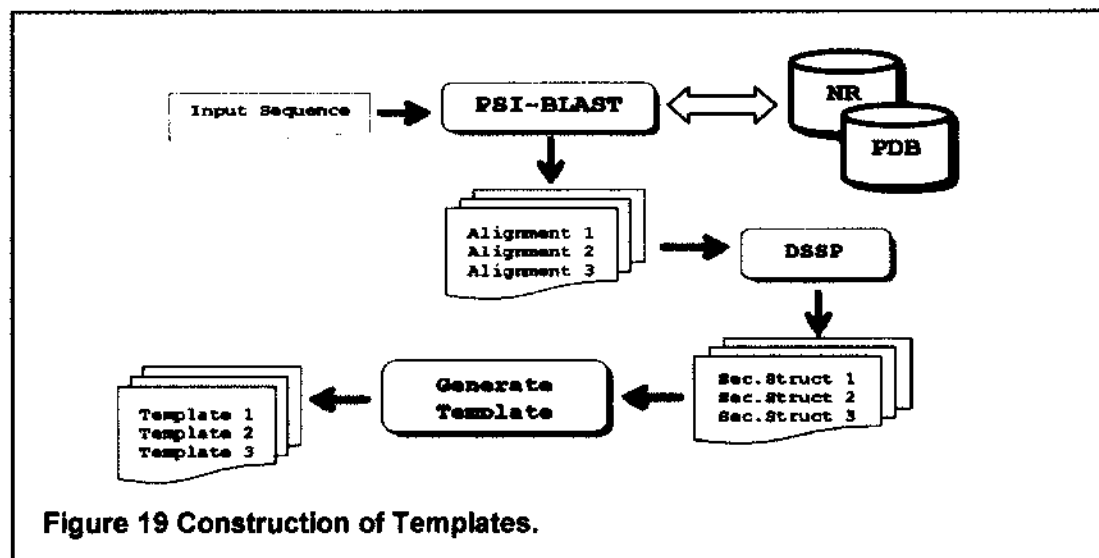 Input Sequence
PSI-BLAST
NR
PDB
Alignment 1
Alignment 2
Alignment 3
DSSP
Sec.Struct 1
Sec.Struct 2
Sec.Struct 3
Generate
Template
Template 1
Template 2
Template 3
Figure 19 Construction of Templates.